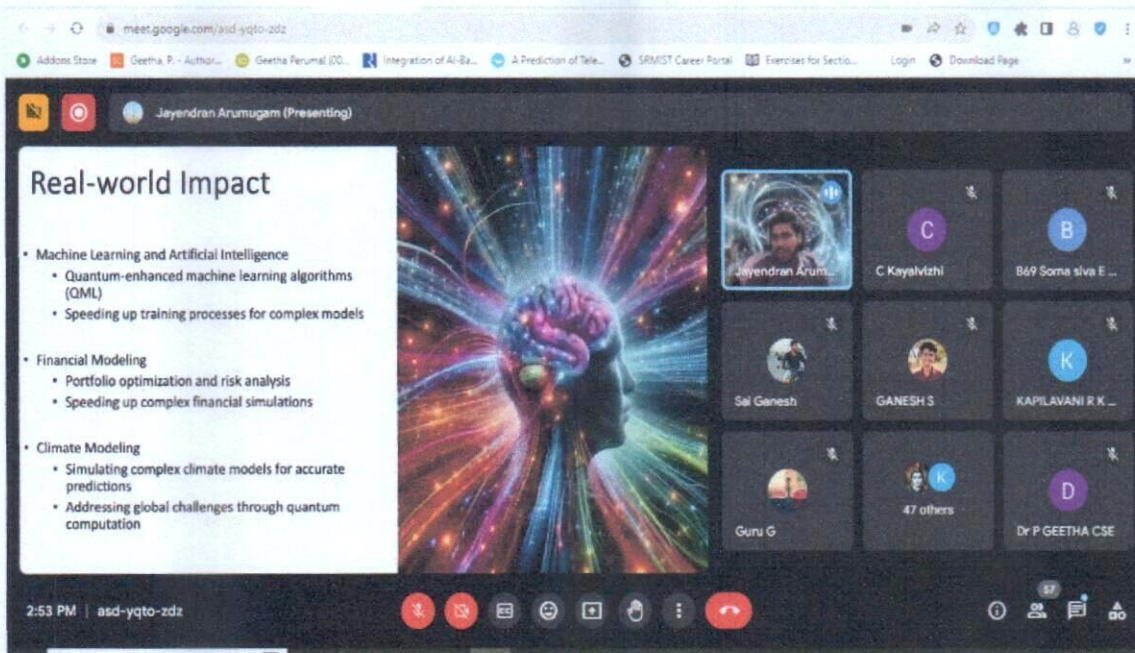 meet.google.com/asd-yqto-zdz
Addons Store
Geetha, P. - Author...
Geetha Perumal (00...
Integration of AI-Ba...
A Prediction of Tele...
SRMIST Career Portal
Exercises for Sectio...
Login
Download Page
Jayendran Arumugam (Presenting)
Real-world Impact
• Machine Learning and Artificial Intelligence
• Quantum-enhanced machine learning algorithms
(QML)
• Speeding up training processes for complex models
• Financial Modeling
• Portfolio optimization and risk analysis
• Speeding up complex financial simulations
• Climate Modeling
• Simulating complex climate models for accurate
predictions
• Addressing global challenges through quantum
computation
Jayendran Arum...
C
C Kayalvizhi
B
B69 Soma siva E ...
Sai Ganesh
GANESH S
K
KAPILAVANI R K ...
Guru G
K
47 others
D
Dr P GEETHA CSE
2:53 PM | asd-yqto-zdz
57